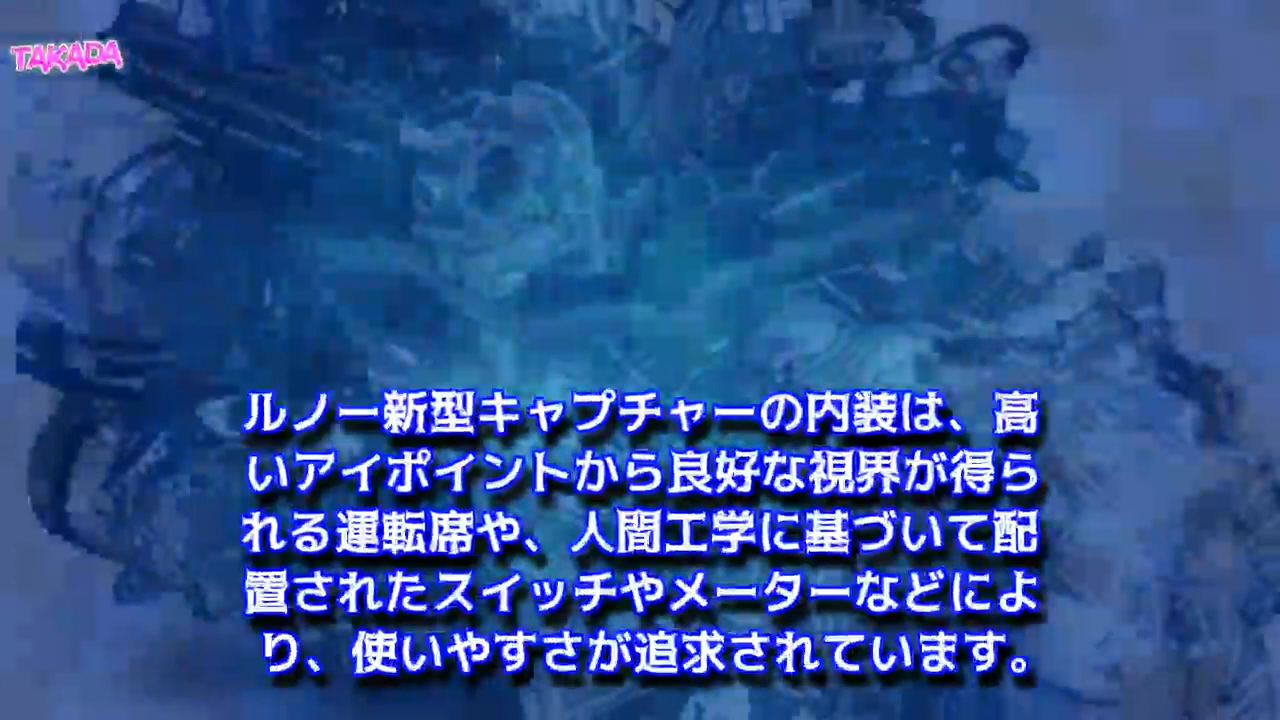 TAKADA
ルノー新型キャプチャーの内装は、高
いアイポイントから良好な視界が得ら
れる運転席や、人間工学に基づいて配
置されたスイッチやメーターなどによ
り、使いやすさが追求されています。